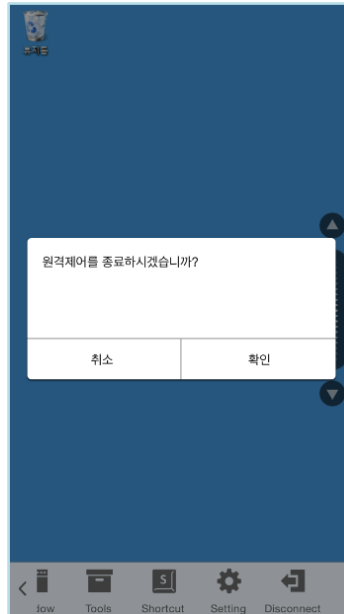 휴지통
원격제어를 종료하시겠습니까?
취소
확인
S
dow
Tools
Shortcut
Setting
Disconnect